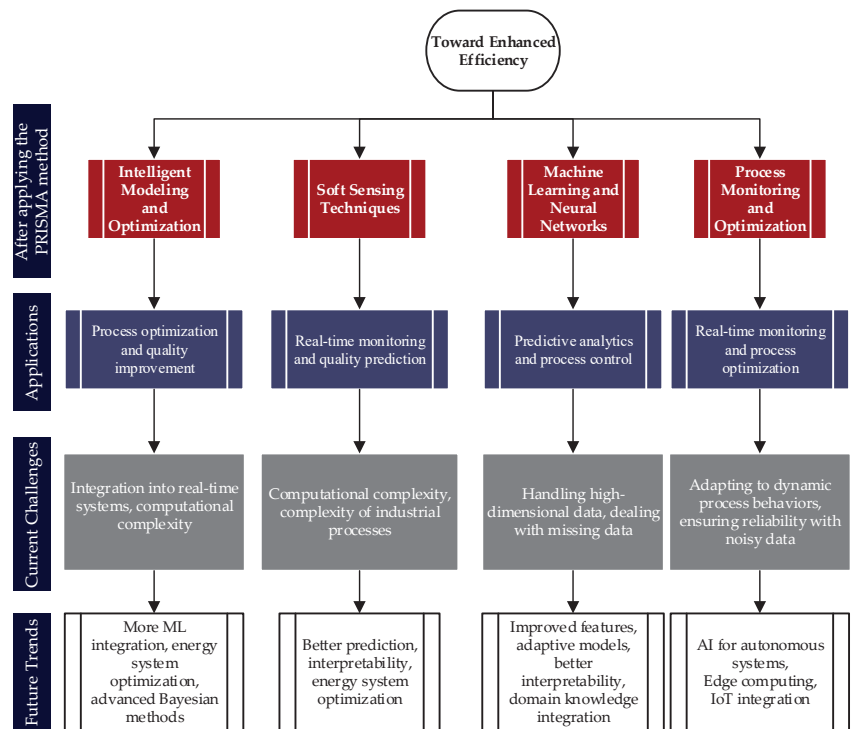 Toward Enhanced
Efficiency
After applying the
PRISMA method
Intelligent
Modeling
and
Optimization
Soft Sensing
Techniques
Machine
Learning and
Neural
Networks
Process
Monitoring
and
Optimization
Applications
Process optimization
and quality
improvement
Real-time monitoring
and quality prediction
Predictive analytics
and process control
Real-time monitoring
and process
optimization
Current Challenges
Integration into real-time
systems, computational
complexity
Computational complexity,
complexity of industrial
processes
Handling high-
dimensional data, dealing
with missing data
Adapting to dynamic
process behaviors,
ensuring reliability with
noisy data
Future Trends
More ML
integration, energy
system
optimization,
advanced Bayesian
methods
Better prediction,
interpretability,
energy system
optimization
Improved features,
adaptive models,
better
interpretability,
domain knowledge
integration
AI for autonomous
systems,
Edge computing,
IoT integration